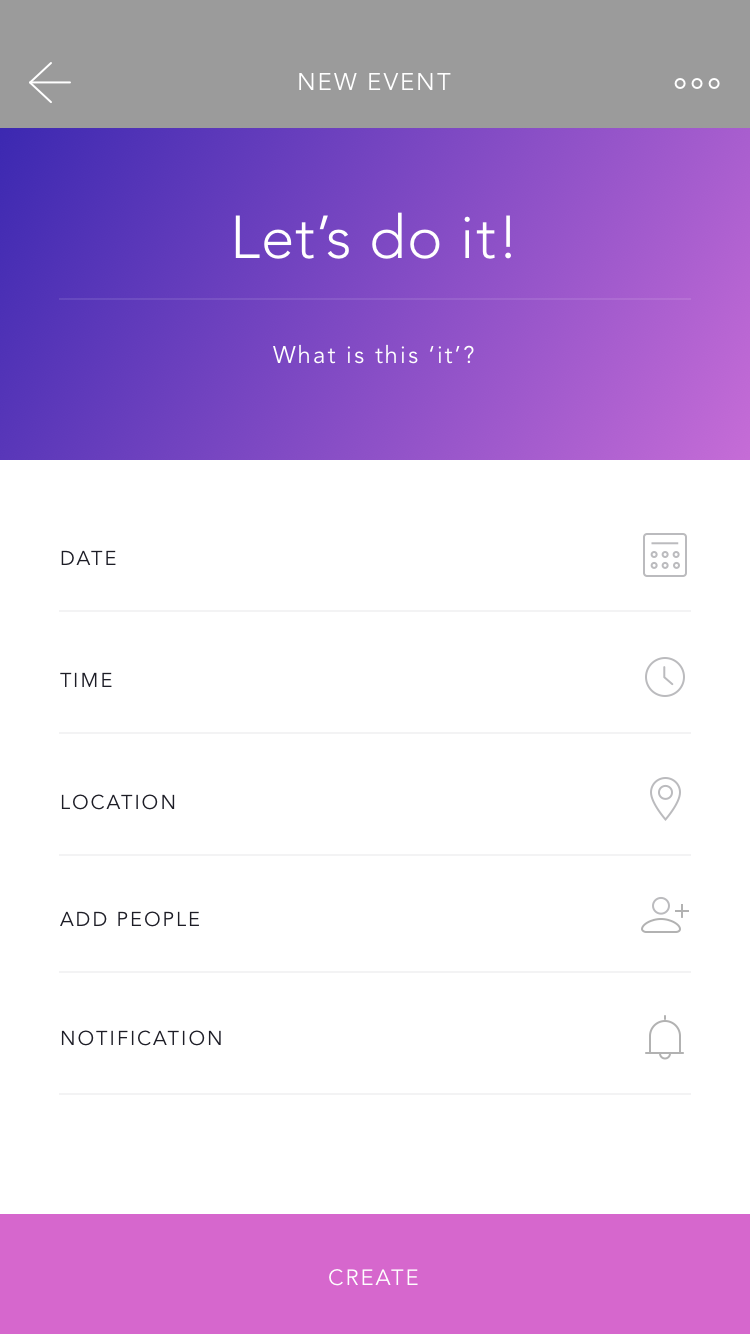 NEW EVENT
Let’s do it!
What is this ’it’?
DATE
TIME
LOCATION
ADD PEOPLE
NOTIFICATION
CREATE